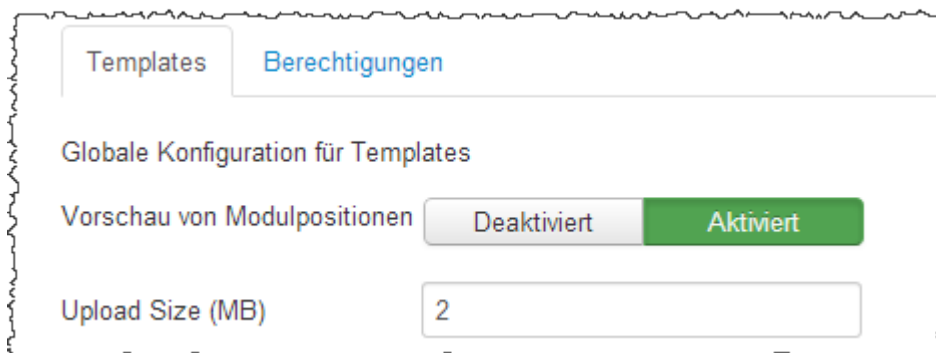 Templates Berechtigungen
Globale Konfiguration für Templates
Vorschau von Modulpositionen Deaktiviert Aktiviert
Upload Size (MB) 2